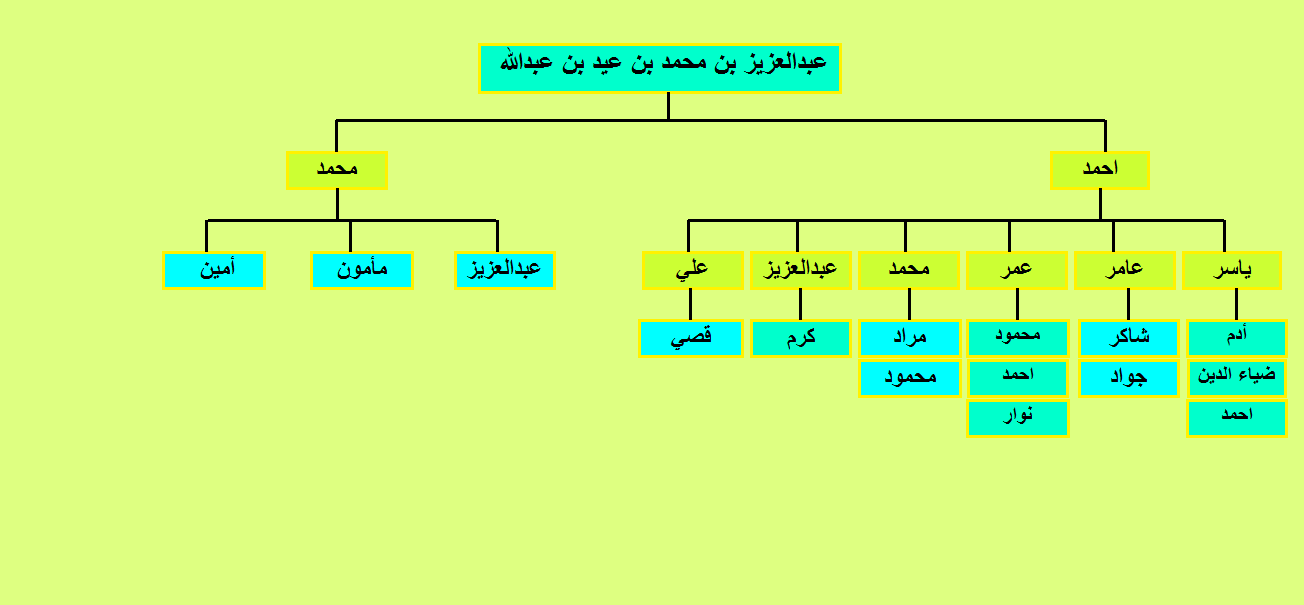 عبدالعزيز بن محمد بن عيد بن عبدالله
احمد
محمد
ياسر
عامر
عمر
محمد
عبدالعزيز
علي
عبدالعزيز
مأمون
أمين
أدم
شاكر
محمود
مراد
كرم
قصي
ضياء الدين
جواد
احمد
محمود
احمد
نوار